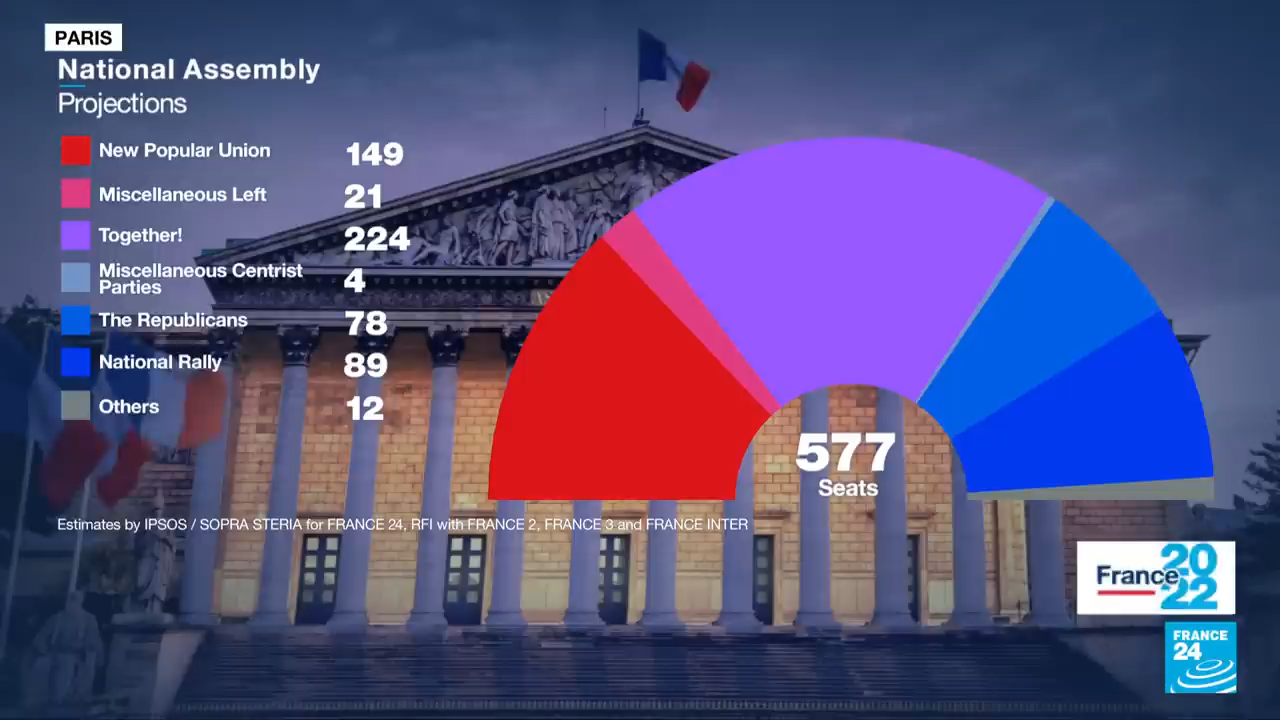 PARIS
National Assembly
Projections
New Popular Union 149
Miscellaneous Left 21
Together! 224
Miscellaneous Centrist
Parties 4
The Republicans 78
National Rally 89
Others 12
577
Seats
Estimates by IPSOS / SOPRA STERIA for FRANCE 24, RFI with FRANCE 2, FRANCE 3 and FRANCE INTER
France 20
22
FRANCE
24